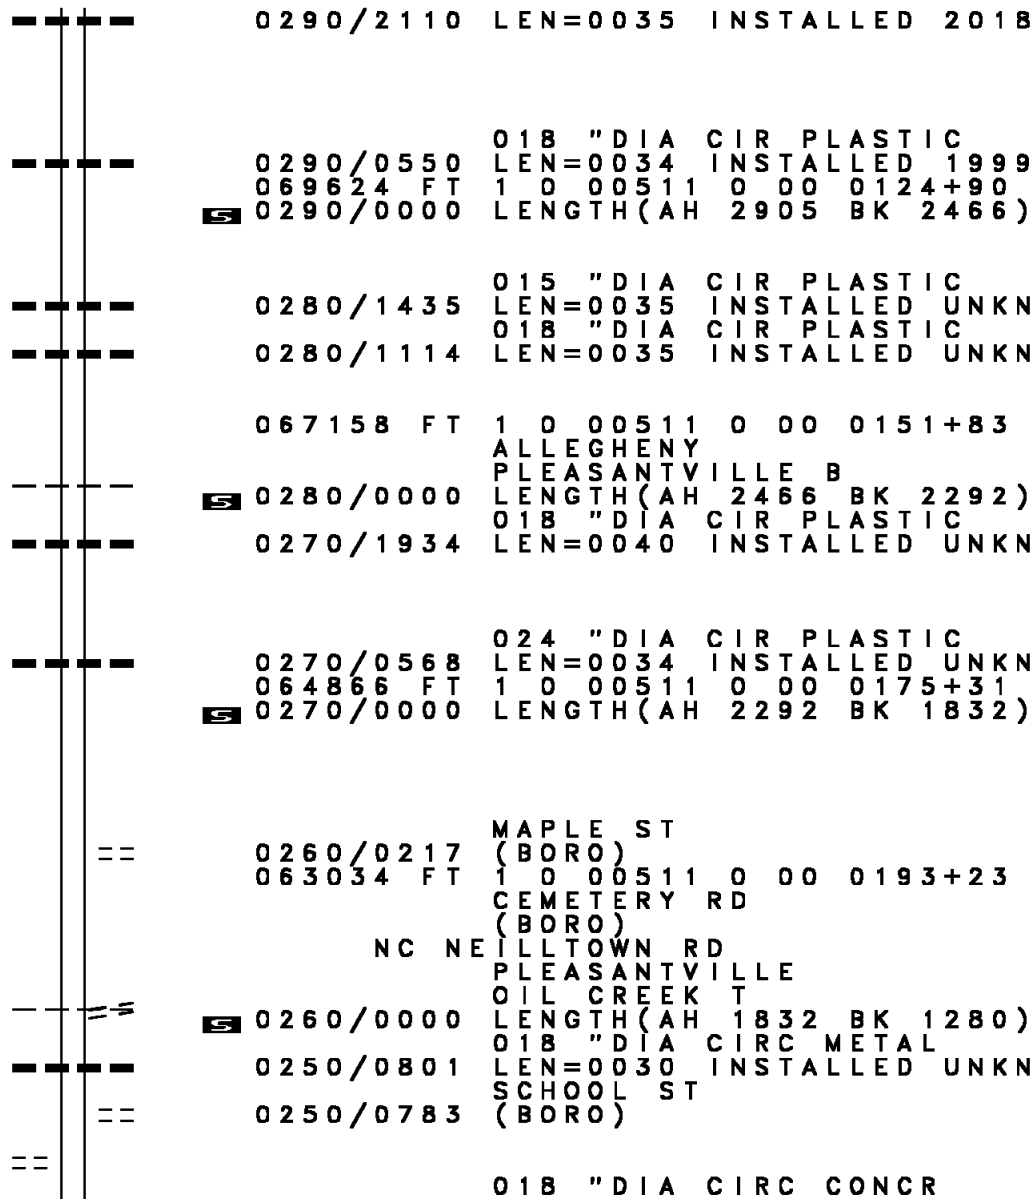 0290/2110 LEN=0035 INSTALLED 2018
018 "DIA CIR PLASTIC
0290/0550 LEN=0034 INSTALLED 1999
069624 FT 1 0 00511 0 00 0124+90
S 0290/0000 LENGTH(AH 2905 BK 2466)
015 "DIA CIR PLASTIC
0280/1435 LEN=0035 INSTALLED UNKN
018 "DIA CIR PLASTIC
0280/1114 LEN=0035 INSTALLED UNKN
067158 FT 1 0 00511 0 00 0151+83
ALLEGHENY
PLEASANTVILLE B
S 0280/0000 LENGTH(AH 2466 BK 2292)
018 "DIA CIR PLASTIC
0270/1934 LEN=0040 INSTALLED UNKN
024 "DIA CIR PLASTIC
0270/0568 LEN=0034 INSTALLED UNKN
064866 FT 1 0 00511 0 00 0175+31
S 0270/0000 LENGTH(AH 2292 BK 1832)
MAPLE ST
0260/0217 (BORO)
063034 FT 1 0 00511 0 00 0193+23
CEMETERY RD
(BORO)
NC NEILLTOWN RD
PLEASANTVILLE
OIL CREEK T
S 0260/0000 LENGTH(AH 1832 BK 1280)
018 "DIA CIRC METAL
0250/0801 LEN=0030 INSTALLED UNKN
SCHOOL ST
0250/0783 (BORO)
018 "DIA CIRC CONCR